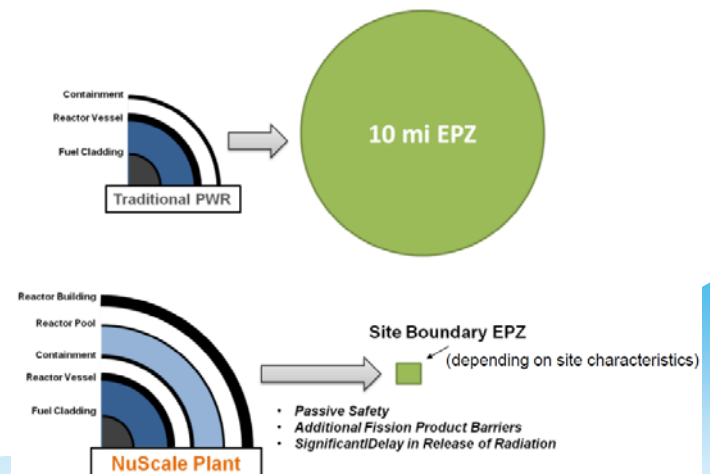 Containment
Reactor Vessel
Fuel Cladding
Traditional PWR
10 mi EPZ
Reactor Building
Reactor Pool
Containment
Reactor Vessel
Fuel Cladding
NuScale Plant
Site Boundary EPZ
(depending on site characteristics)
• Passive Safety
• Additional Fission Product Barriers
• SignificantlDelay in Release of Radiation